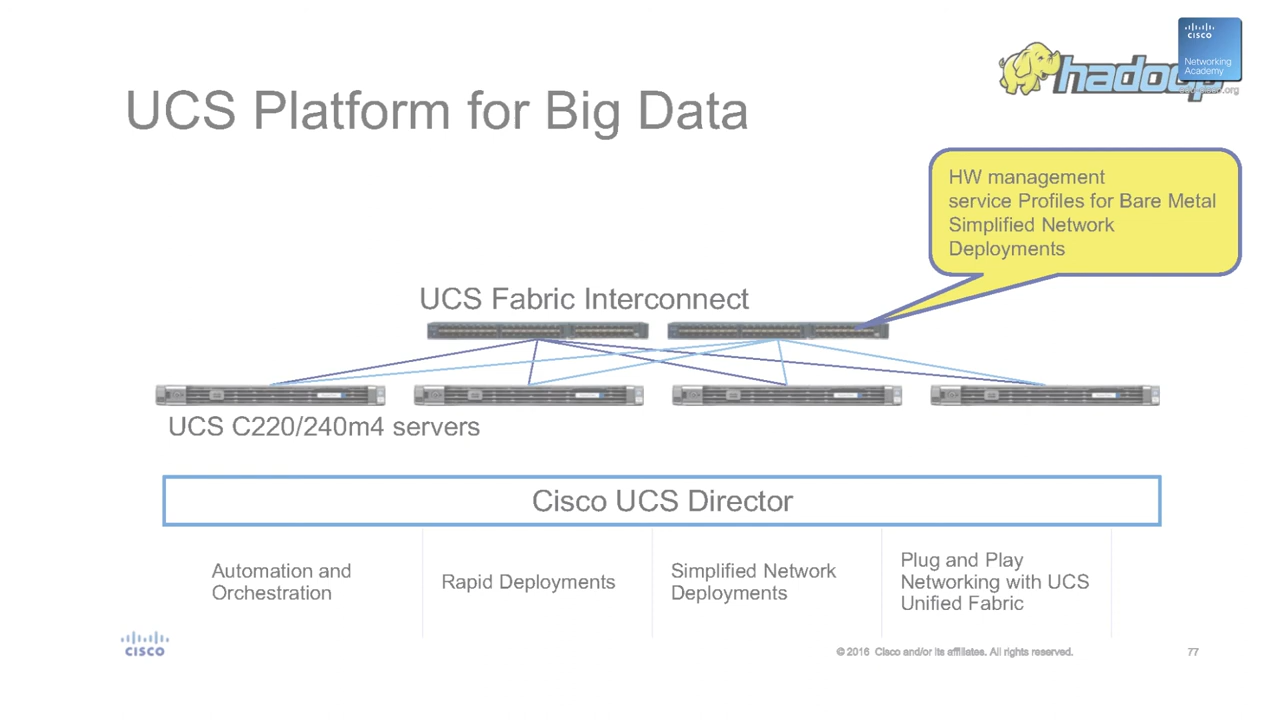 hadoop
CISCO
Networking
Academy
UCS Platform for Big Data
HW management
service Profiles for Bare Metal
Simplified Network
Deployments
UCS Fabric Interconnect
UCS C220/240m4 servers
Cisco UCS Director
Automation and
Orchestration
Rapid Deployments
Simplified Network
Deployments
Plug and Play
Networking with UCS
Unified Fabric
CISCO
© 2016 Cisco and/or its affiliates. All rights reserved.
77